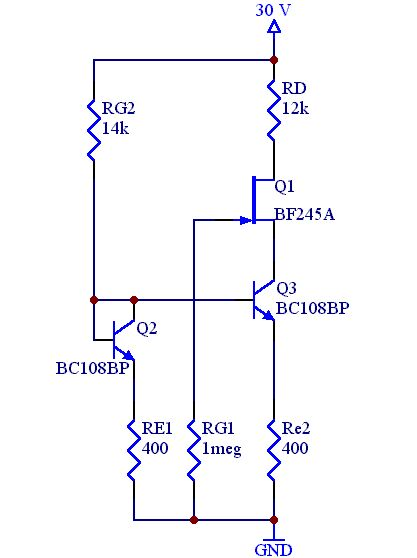 30 V
RD
12k
RG2
14k
Q1
BF245A
Q3
BC108BP
Q2
BC108BP
RE1
400
RG1
1meg
Re2
400
GND